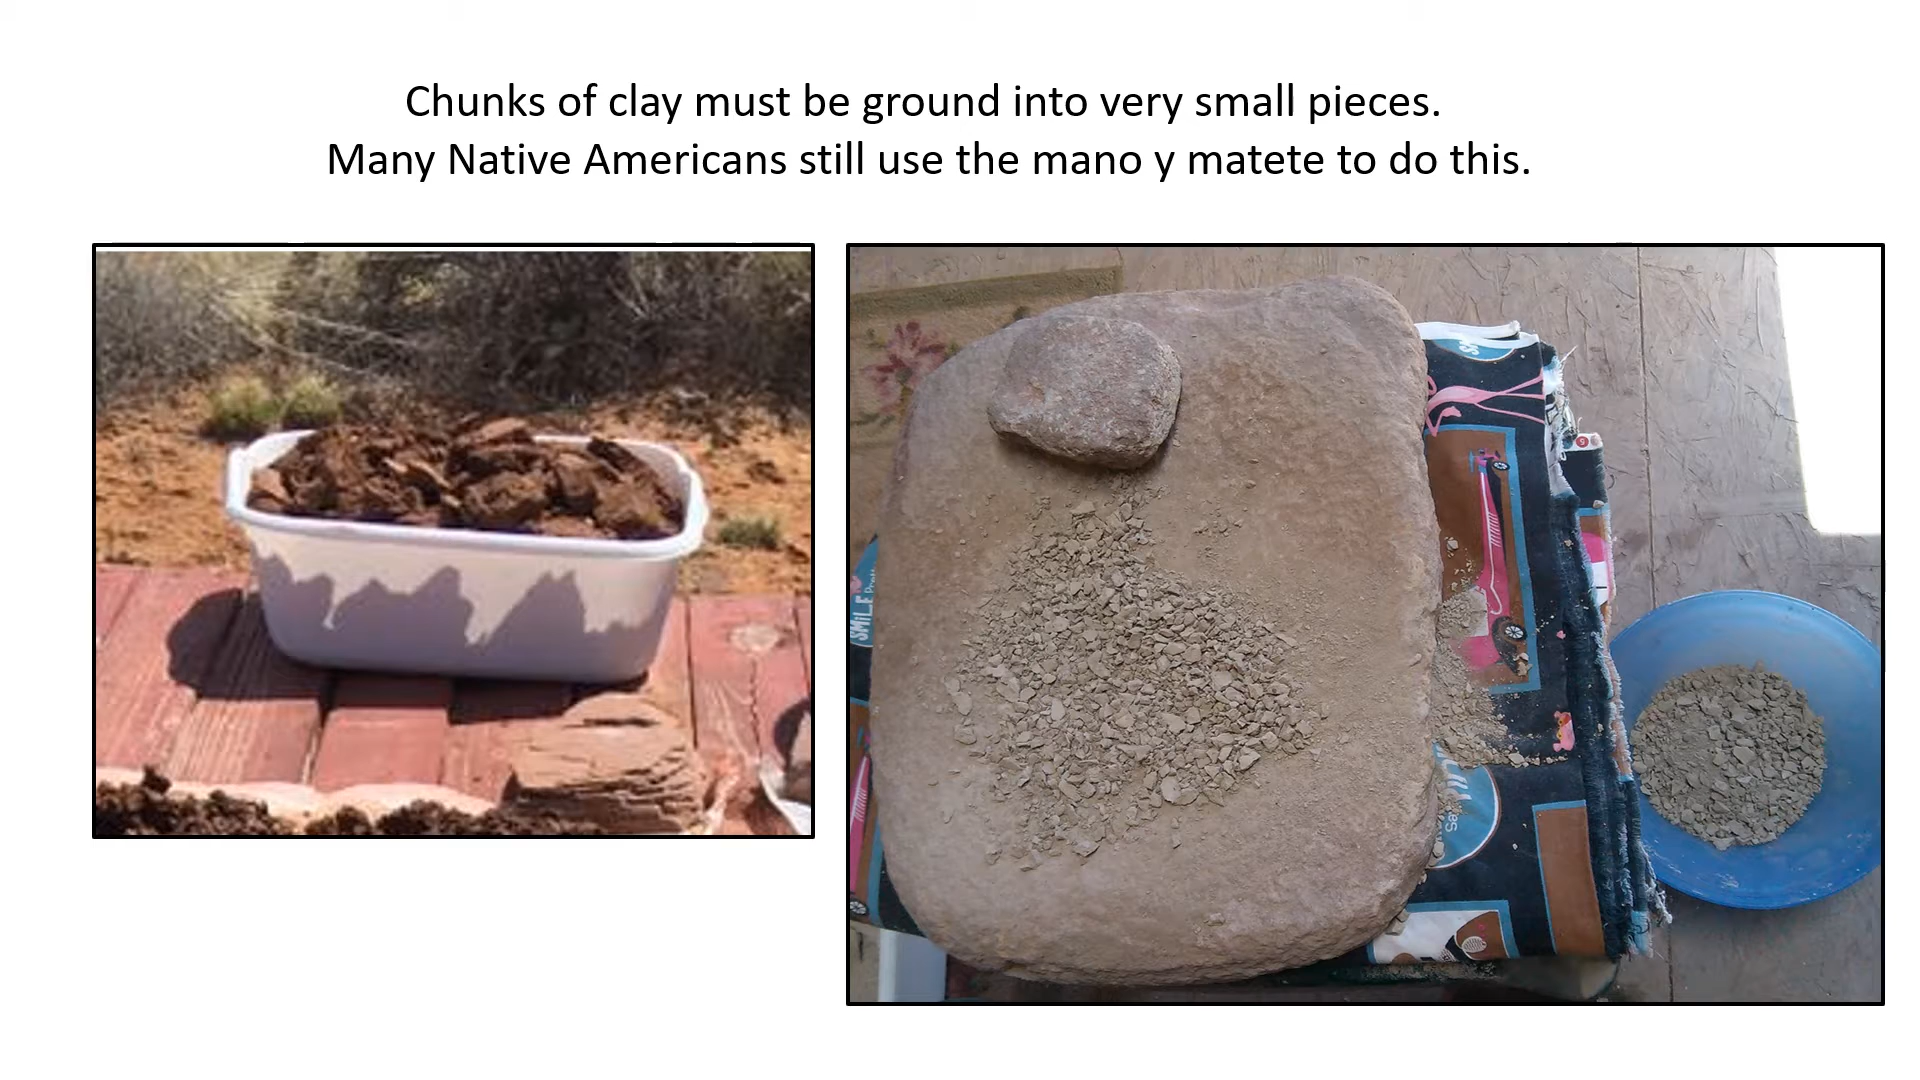 Chunks of clay must be ground into very small pieces.
Many Native Americans still use the mano y matete to do this.
SMiLE